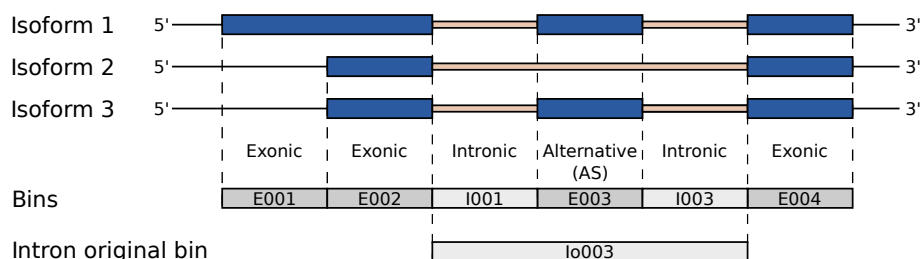 Isoform 1 5' 3'
Isoform 2 5' 3'
Isoform 3 5' 3'
Exonic Exonic Intronic Alternative (AS) Intronic Exonic
Bins E001 E002 I001 E003 I003 E004
Intron original bin Io003